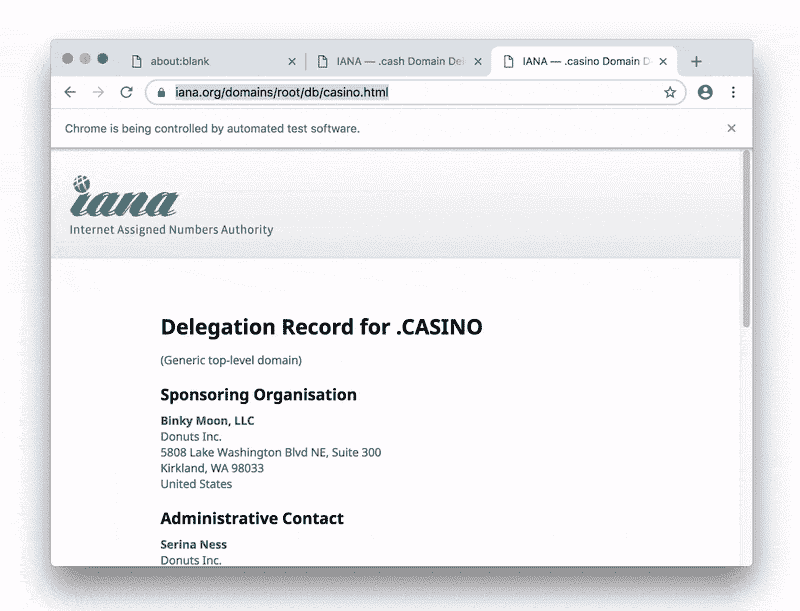 about:blank
IANA — .cash Domain Del
IANA — .casino Domain D
iana.org/domains/root/db/casino.html
Chrome is being controlled by automated test software.
iana
Internet Assigned Numbers Authority
Delegation Record for .CASINO
(Generic top-level domain)
Sponsoring Organisation
Binky Moon, LLC
Donuts Inc.
5808 Lake Washington Blvd NE, Suite 300
Kirkland, WA 98033
United States
Administrative Contact
Serina Ness
Donuts Inc.